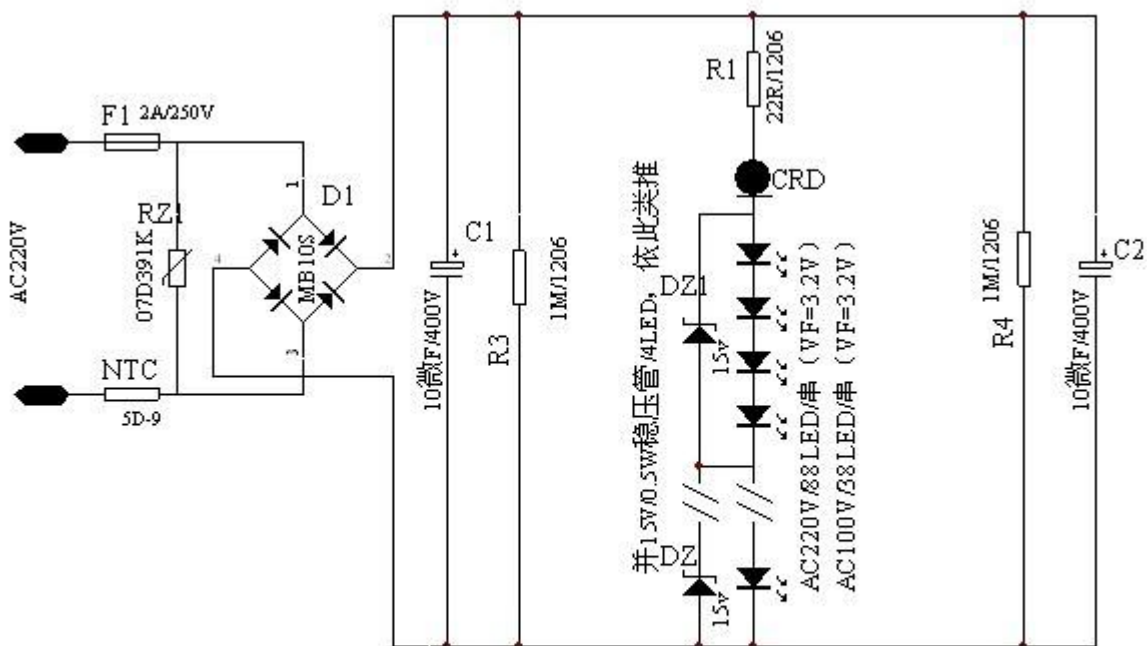 F1 2A/250V
AC220V
RZ1
07D391K
NTC
5D-9
1
D1
4
MB10S
2
3
C1
10微F/400V
1M/1206
R3
R1
22R/1206
CRD
并15V/0.5W稳压管/4LED，依此类推
DZ1
15v
DZ
15v
AC220V/88LED/串（VF=3.2V）
AC100V/38LED/串（VF=3.2V）
1M/1206
R4
C2
10微F/400V